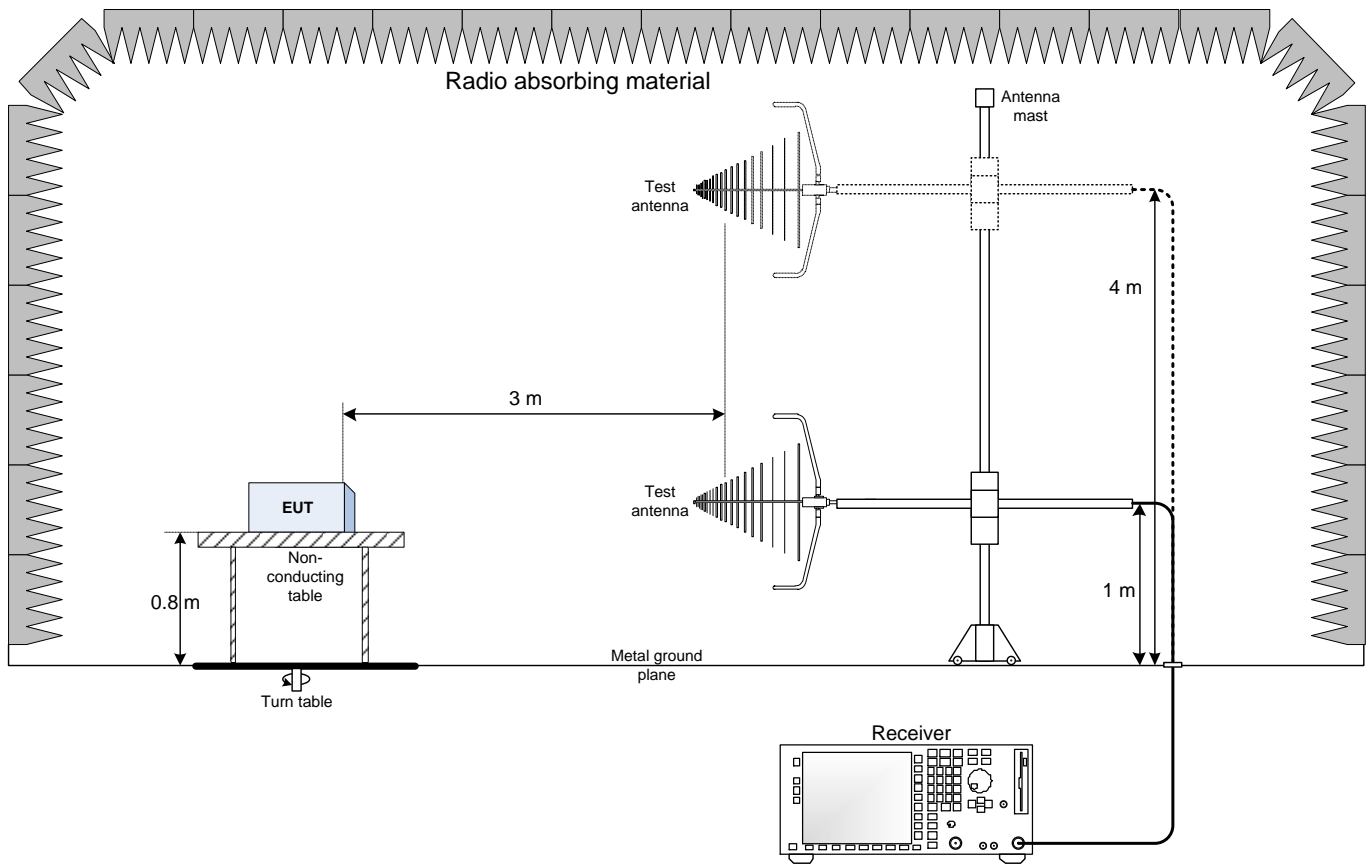 Radio absorbing material
Antenna
mast
Test
antenna
4 m
3 m
EUT
Test
antenna
Non-
conducting
table
0.8 m
1 m
Metal ground
plane
Turn table
Receiver